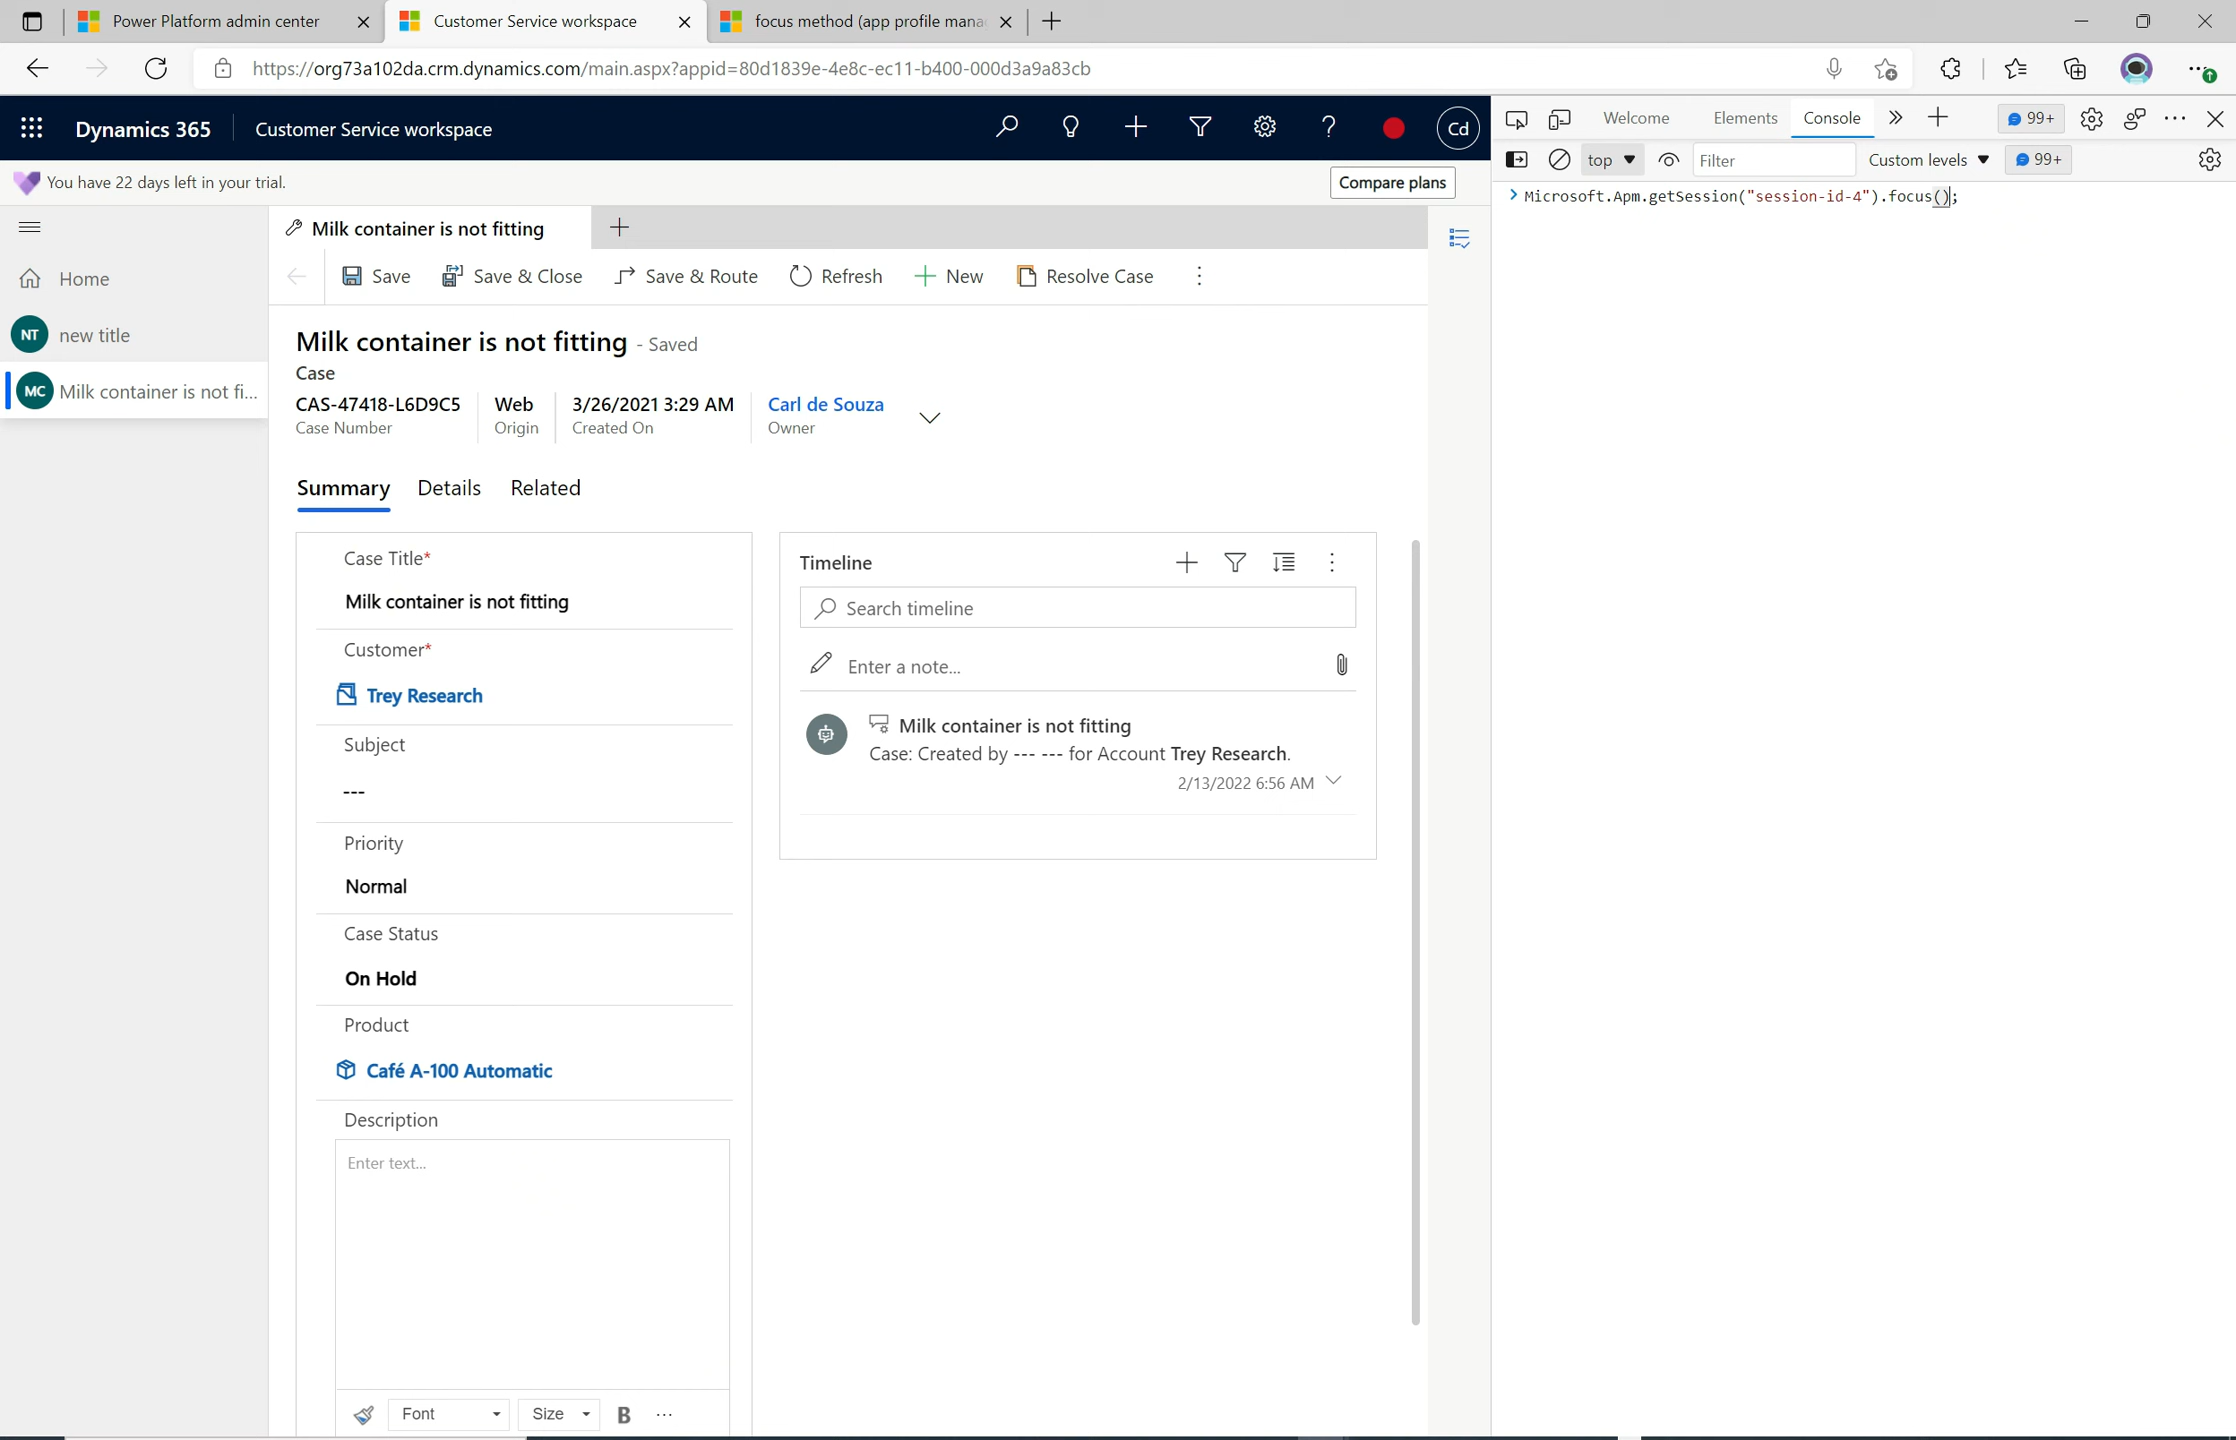 Power Platform admin center
Customer Service workspace
focus method (app profile mana
https://org73a102da.crm.dynamics.com/main.aspx?appid=80d1839e-4e8c-ec11-b400-000d3a9a83cb
Dynamics 365
Customer Service workspace
Cd
You have 22 days left in your trial.
Compare plans
Home
NT new title
MC Milk container is not fi...
Milk container is not fitting
Save
Save & Close
Save & Route
Refresh
New
Resolve Case
Milk container is not fitting - Saved
Case
CAS-47418-L6D9C5
Case Number
Web
Origin
3/26/2021 3:29 AM
Created On
Carl de Souza
Owner
Summary
Details
Related
Case Title*
Milk container is not fitting
Customer*
Trey Research
Subject
---
Priority
Normal
Case Status
On Hold
Product
Café A-100 Automatic
Description
Enter text...
Font
Size
B
...
Timeline
Search timeline
Enter a note...
Milk container is not fitting
Case: Created by --- --- for Account Trey Research.
2/13/2022 6:56 AM
Welcome
Elements
Console
99+
top
Filter
Custom levels
99+
> Microsoft.Apm.getSession("session-id-4").focus();